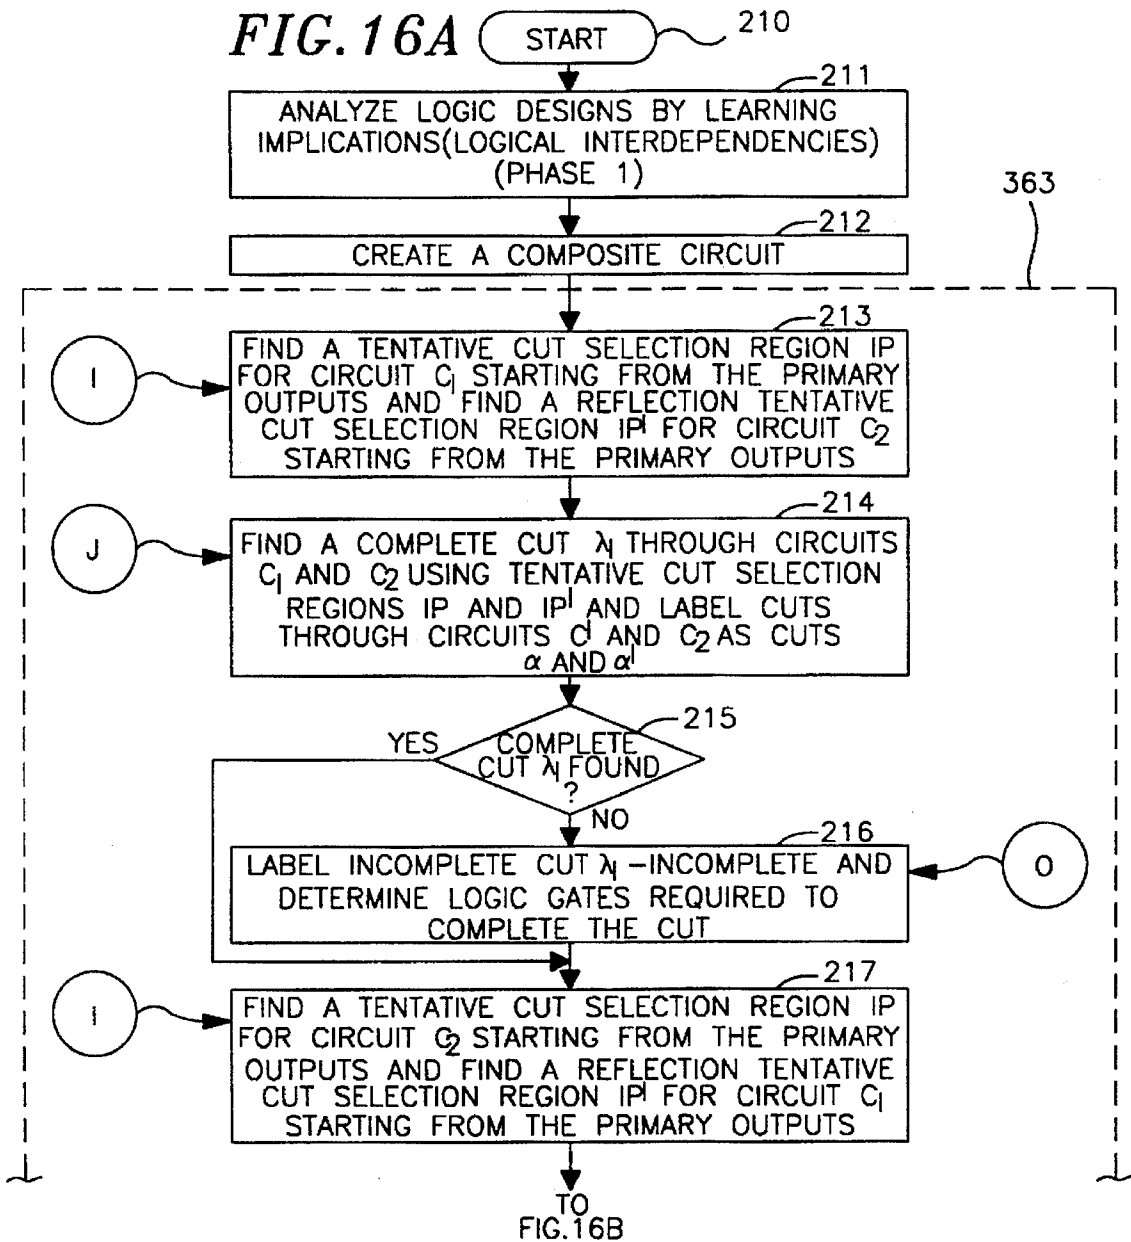 FIG.16A
START
210
211
ANALYZE LOGIC DESIGNS BY LEARNING
IMPLICATIONS(LOGICAL INTERDEPENDENCIES)
(PHASE 1)
363
212
CREATE A COMPOSITE CIRCUIT
213
I
FIND A TENTATIVE CUT SELECTION REGION IP
FOR CIRCUIT C1 STARTING FROM THE PRIMARY
OUTPUTS AND FIND A REFLECTION TENTATIVE
CUT SELECTION REGION IP' FOR CIRCUIT C2
STARTING FROM THE PRIMARY OUTPUTS
214
J
FIND A COMPLETE CUT λ1 THROUGH CIRCUITS
C1 AND C2 USING TENTATIVE CUT SELECTION
REGIONS IP AND IP' AND LABEL CUTS
THROUGH CIRCUITS C1 AND C2 AS CUTS
α AND α'
215
YES
COMPLETE
CUT λ1 FOUND
?
NO
216
LABEL INCOMPLETE CUT λ1 -INCOMPLETE AND
DETERMINE LOGIC GATES REQUIRED TO
COMPLETE THE CUT
O
217
I
FIND A TENTATIVE CUT SELECTION REGION IP
FOR CIRCUIT C2 STARTING FROM THE PRIMARY
OUTPUTS AND FIND A REFLECTION TENTATIVE
CUT SELECTION REGION IP' FOR CIRCUIT C1
STARTING FROM THE PRIMARY OUTPUTS
TO
FIG.16B